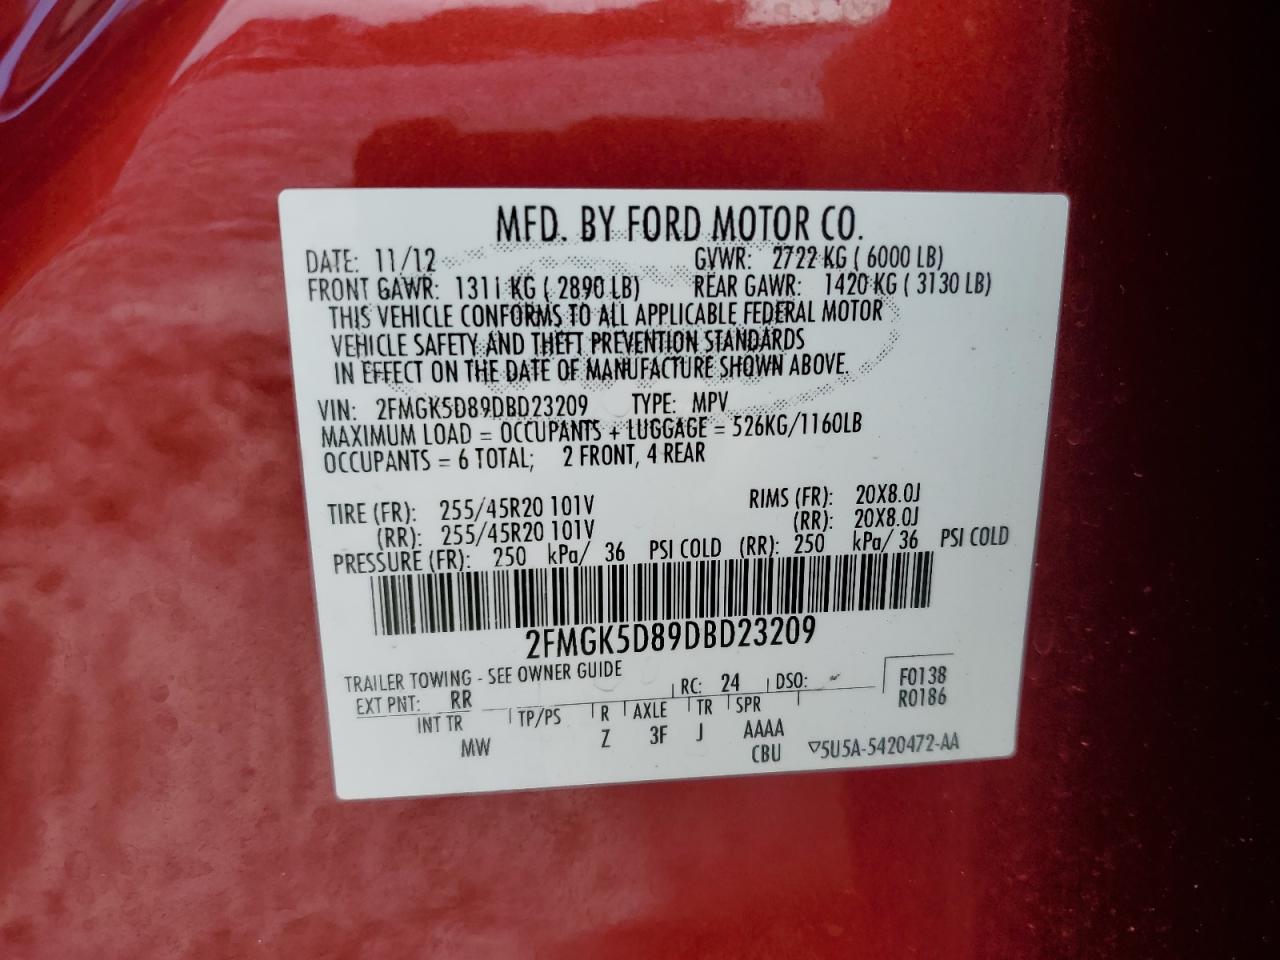 MFD. BY FORD MOTOR CO.
DATE: 11/12 GVWR: 2722 KG ( 6000 LB)
FRONT GAWR: 1311 KG ( 2890 LB) REAR GAWR: 1420 KG ( 3130 LB)
THIS VEHICLE CONFORMS TO ALL APPLICABLE FEDERAL MOTOR
VEHICLE SAFETY AND THEFT PREVENTION STANDARDS
IN EFFECT ON THE DATE OF MANUFACTURE SHOWN ABOVE.
VIN: 2FMGK5D89DBD23209 TYPE: MPV
MAXIMUM LOAD = OCCUPANTS + LUGGAGE = 526KG/1160LB
OCCUPANTS = 6 TOTAL; 2 FRONT, 4 REAR
TIRE (FR): 255/45R20 101V RIMS (FR): 20X8.0J
(RR): 255/45R20 101V (RR): 20X8.0J
PRESSURE (FR): 250 kPa/ 36 PSI COLD (RR): 250 kPa/ 36 PSI COLD
2FMGK5D89DBD23209
TRAILER TOWING - SEE OWNER GUIDE
EXT PNT: RR RC: 24 DSO: F0138
INT TR TP/PS R AXLE TR SPR R0186
MW Z 3F J AAAA
CBU ▽5U5A-5420472-AA